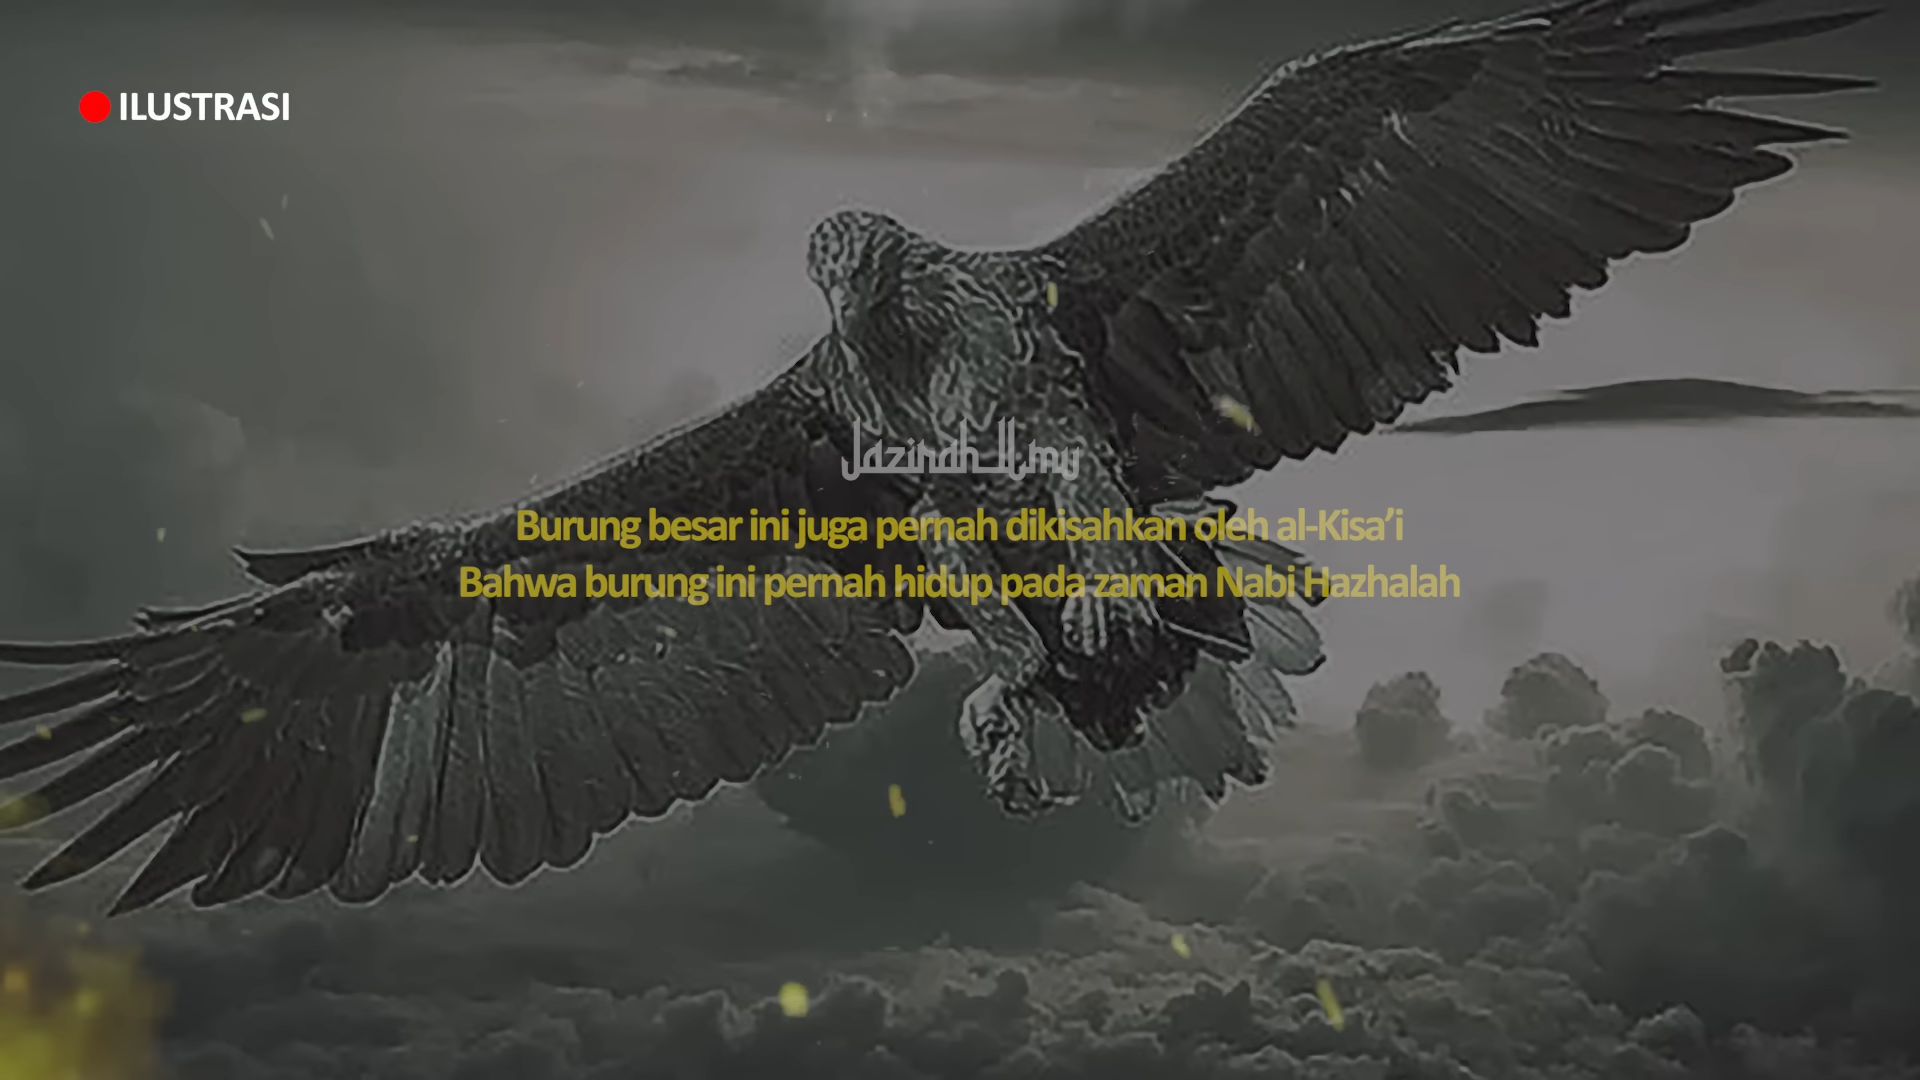 ILUSTRASI
Jazirah Ilmu
Burung besar ini juga pernah dikisahkan oleh al-Kisa’i
Bahwa burung ini pernah hidup pada zaman Nabi Hazhalah